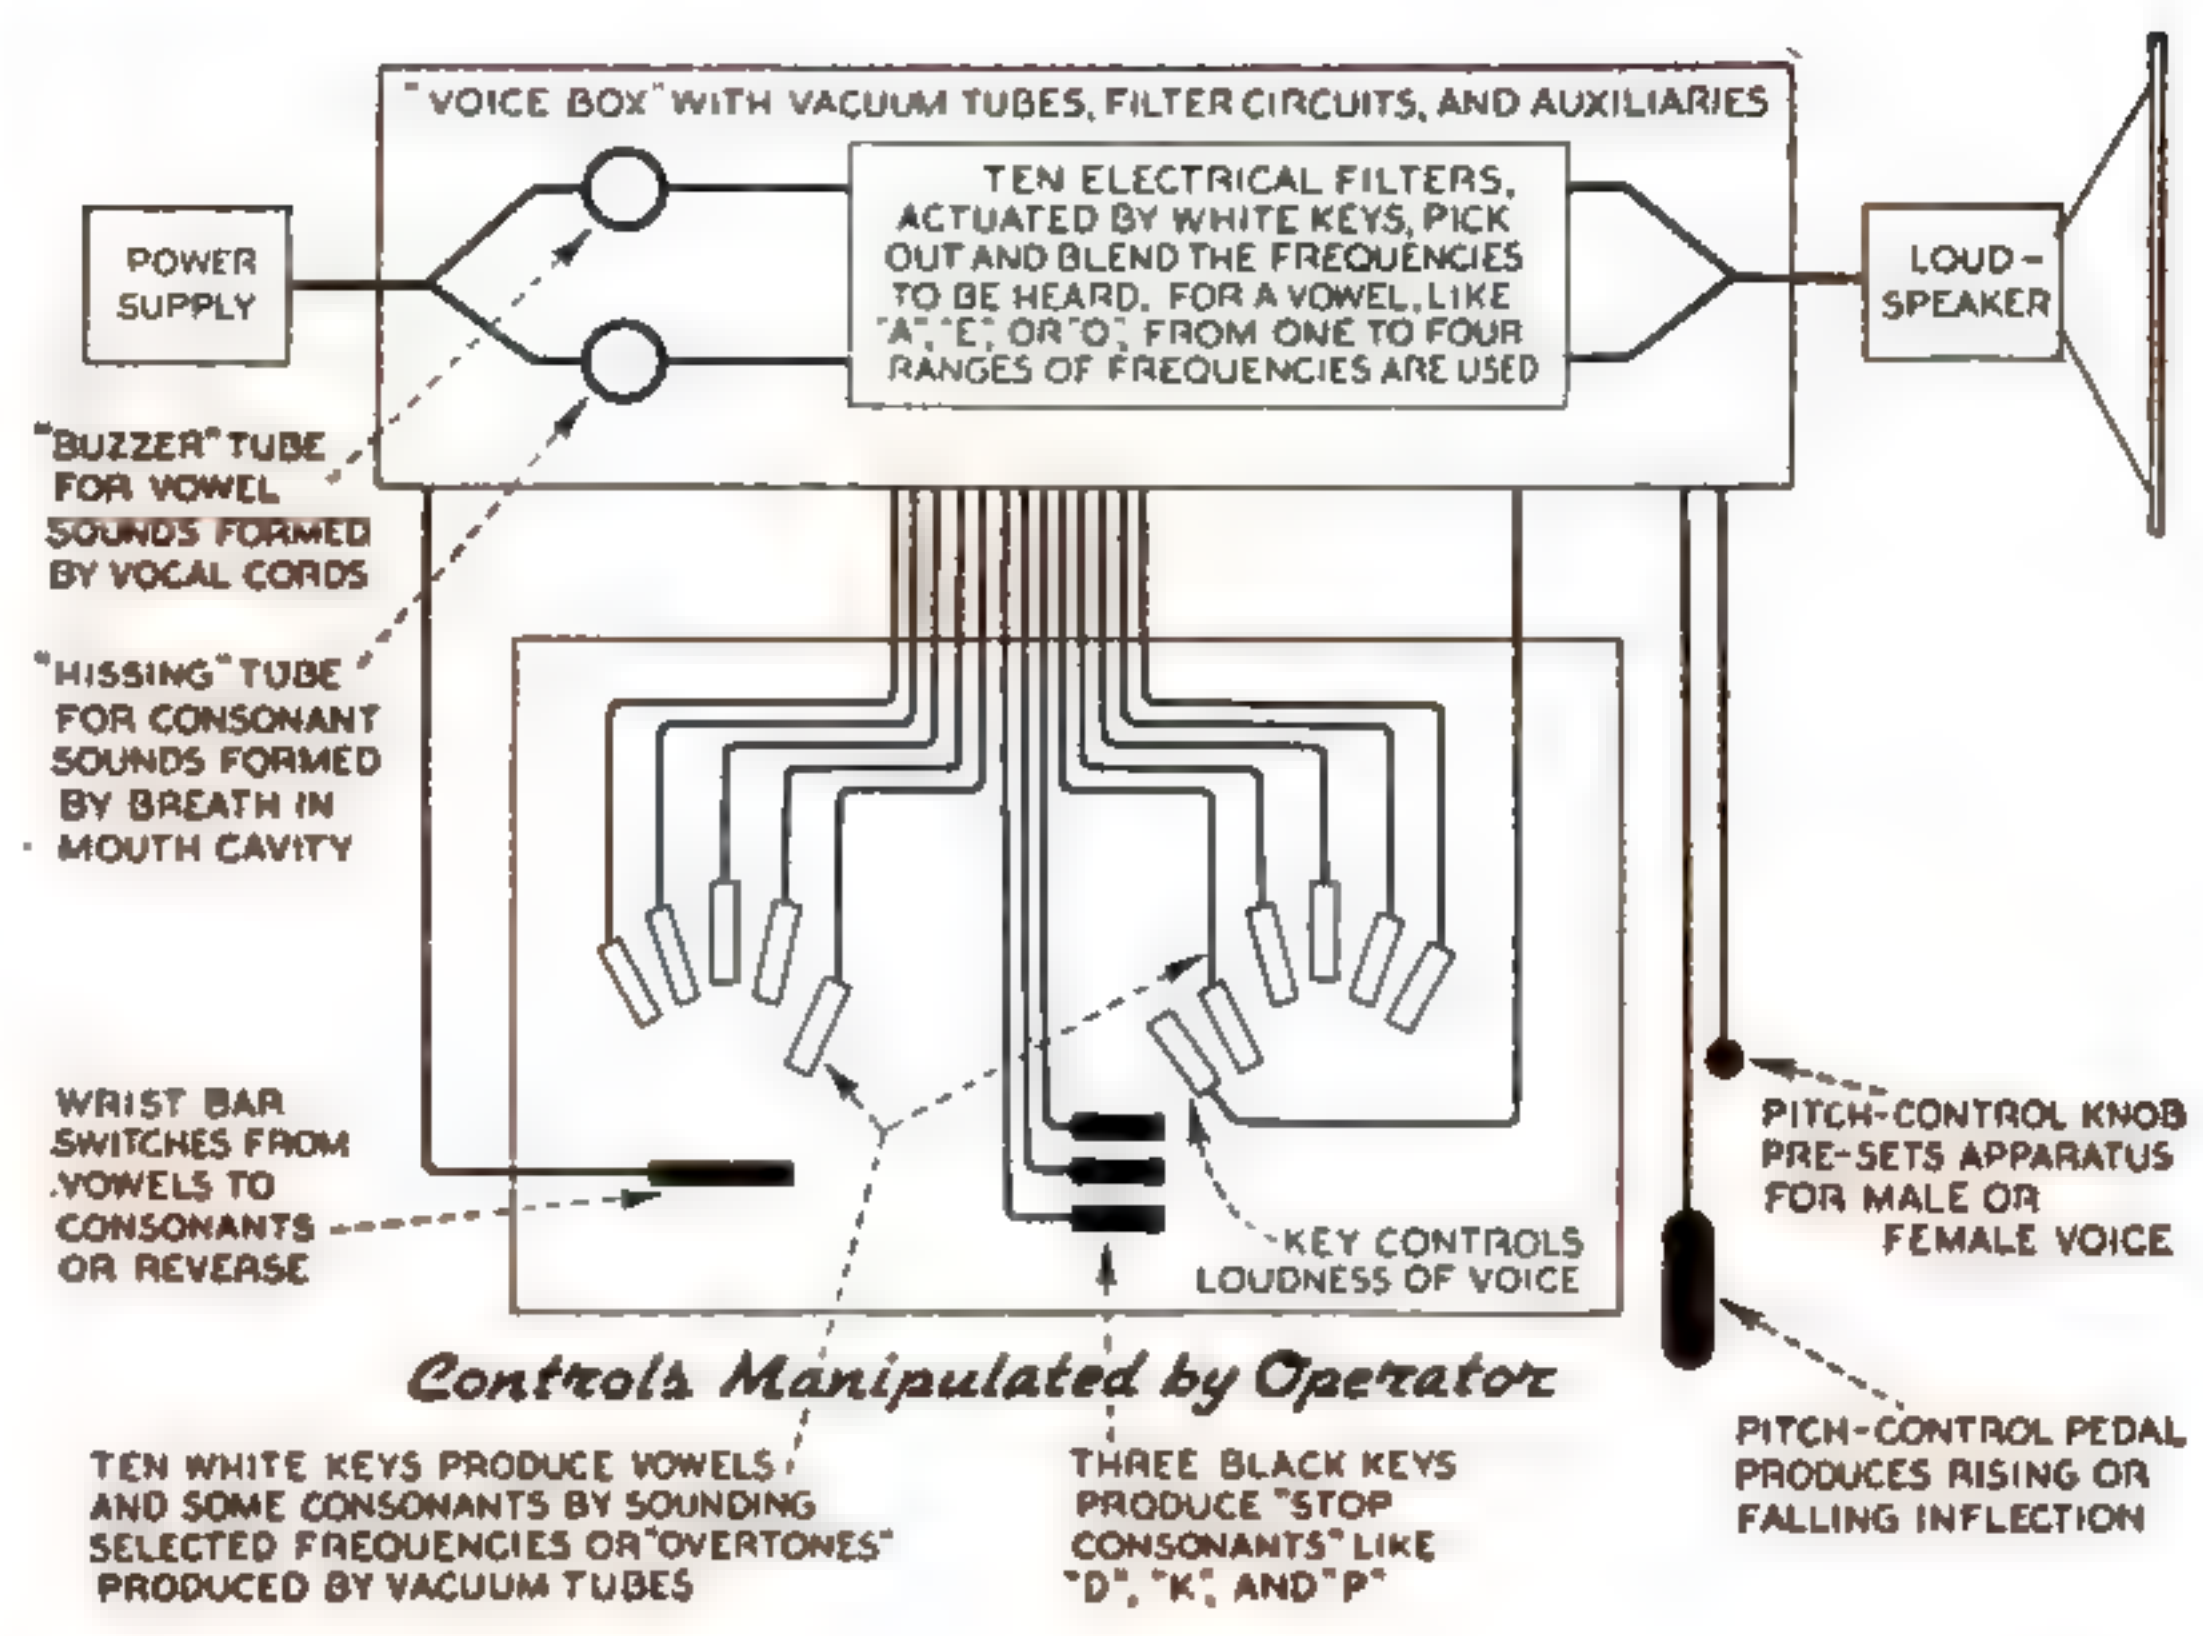 "VOICE BOX" WITH VACUUM TUBES, FILTER CIRCUITS, AND AUXILIARIES
TEN ELECTRICAL FILTERS,
ACTUATED BY WHITE KEYS, PICK
OUT AND BLEND THE FREQUENCIES
TO BE HEARD. FOR A VOWEL, LIKE
"A", "E", OR "O", FROM ONE TO FOUR
RANGES OF FREQUENCIES ARE USED
POWER
SUPPLY
LOUD-
SPEAKER
"BUZZER" TUBE
FOR VOWEL
SOUNDS FORMED
BY VOCAL CORDS
"HISSING" TUBE
FOR CONSONANT
SOUNDS FORMED
BY BREATH IN
MOUTH CAVITY
WRIST BAR
SWITCHES FROM
VOWELS TO
CONSONANTS
OR REVERSE
KEY CONTROLS
LOUDNESS OF VOICE
PITCH-CONTROL KNOB
PRE-SETS APPARATUS
FOR MALE OR
FEMALE VOICE
Controls Manipulated by Operator
TEN WHITE KEYS PRODUCE VOWELS
AND SOME CONSONANTS BY SOUNDING
SELECTED FREQUENCIES OR "OVERTONES"
PRODUCED BY VACUUM TUBES
THREE BLACK KEYS
PRODUCE "STOP
CONSONANTS" LIKE
"D", "K", AND "P"
PITCH-CONTROL PEDAL
PRODUCES RISING OR
FALLING INFLECTION